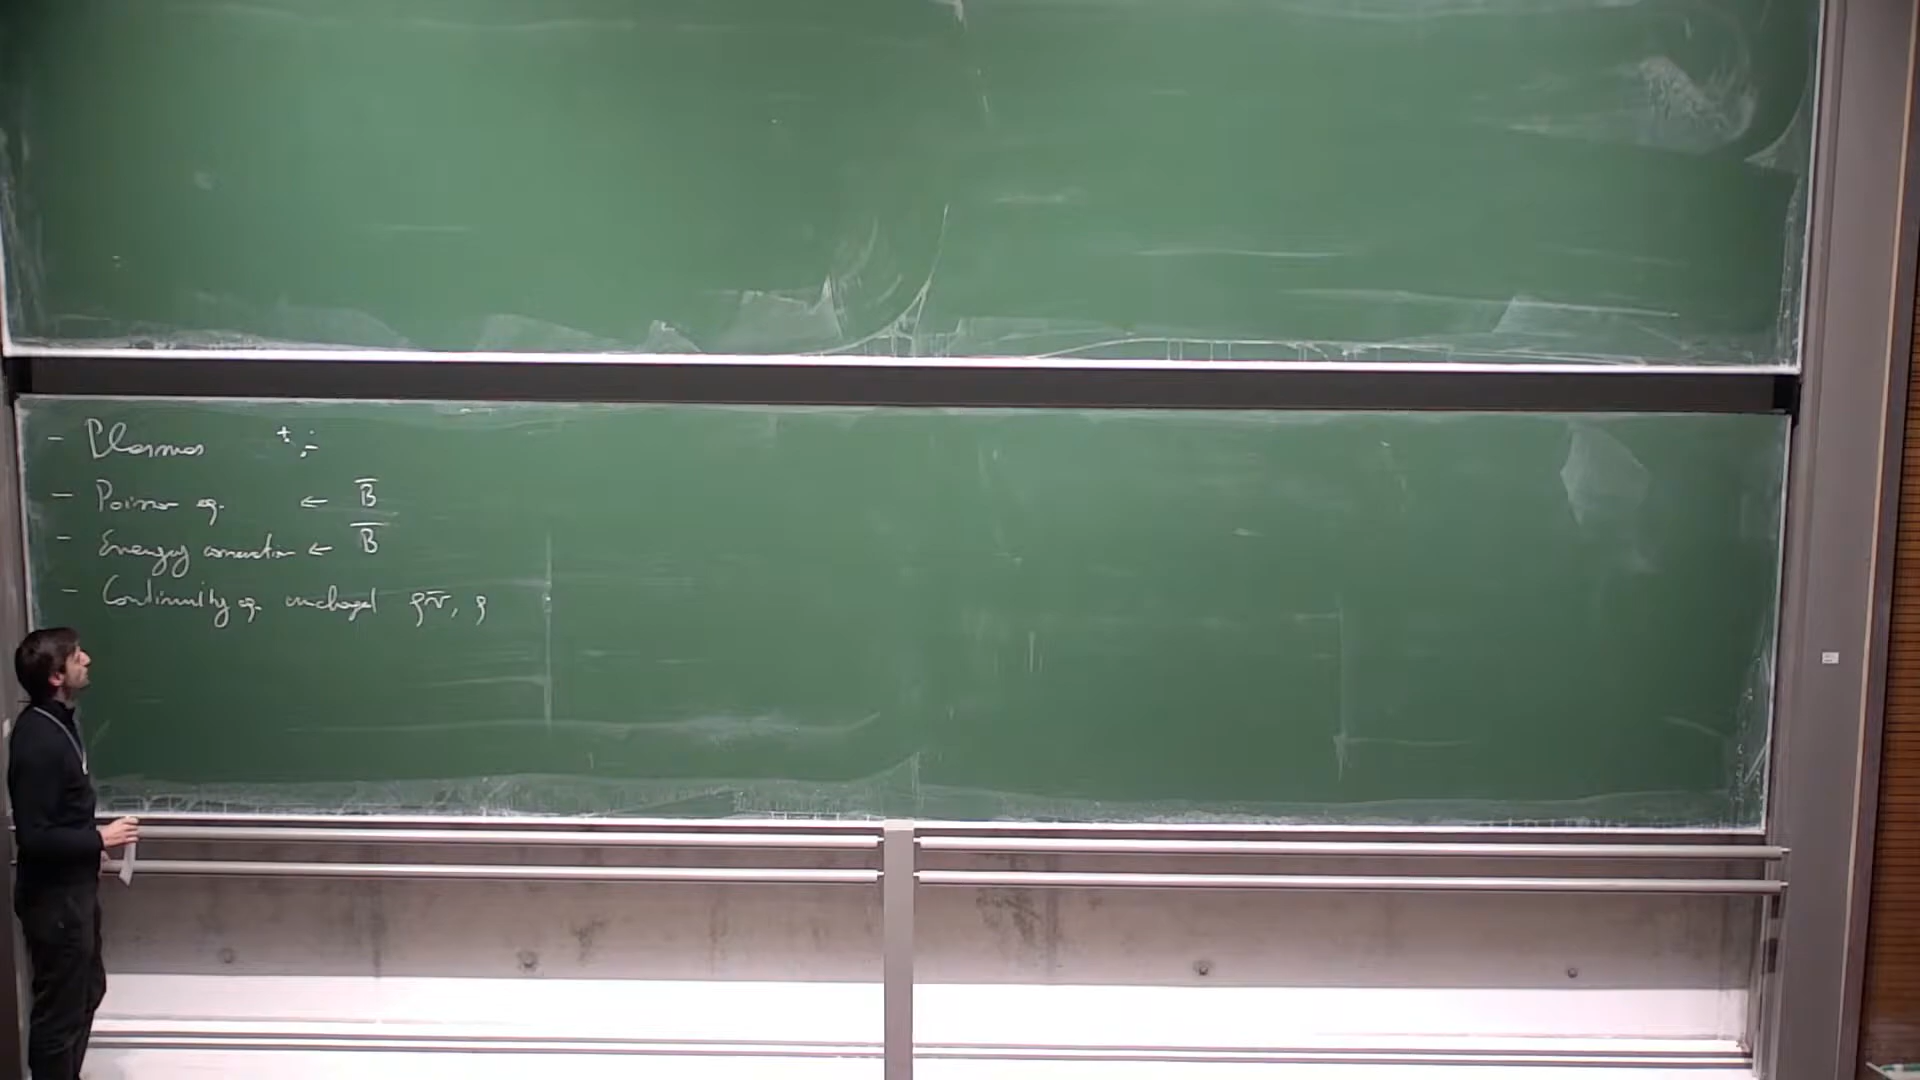 - Plasmas + : -
- Poisson eq. ← B̅
- Energy conservation ← B̅
- Continuity eq. unchanged ρv̅, ρ